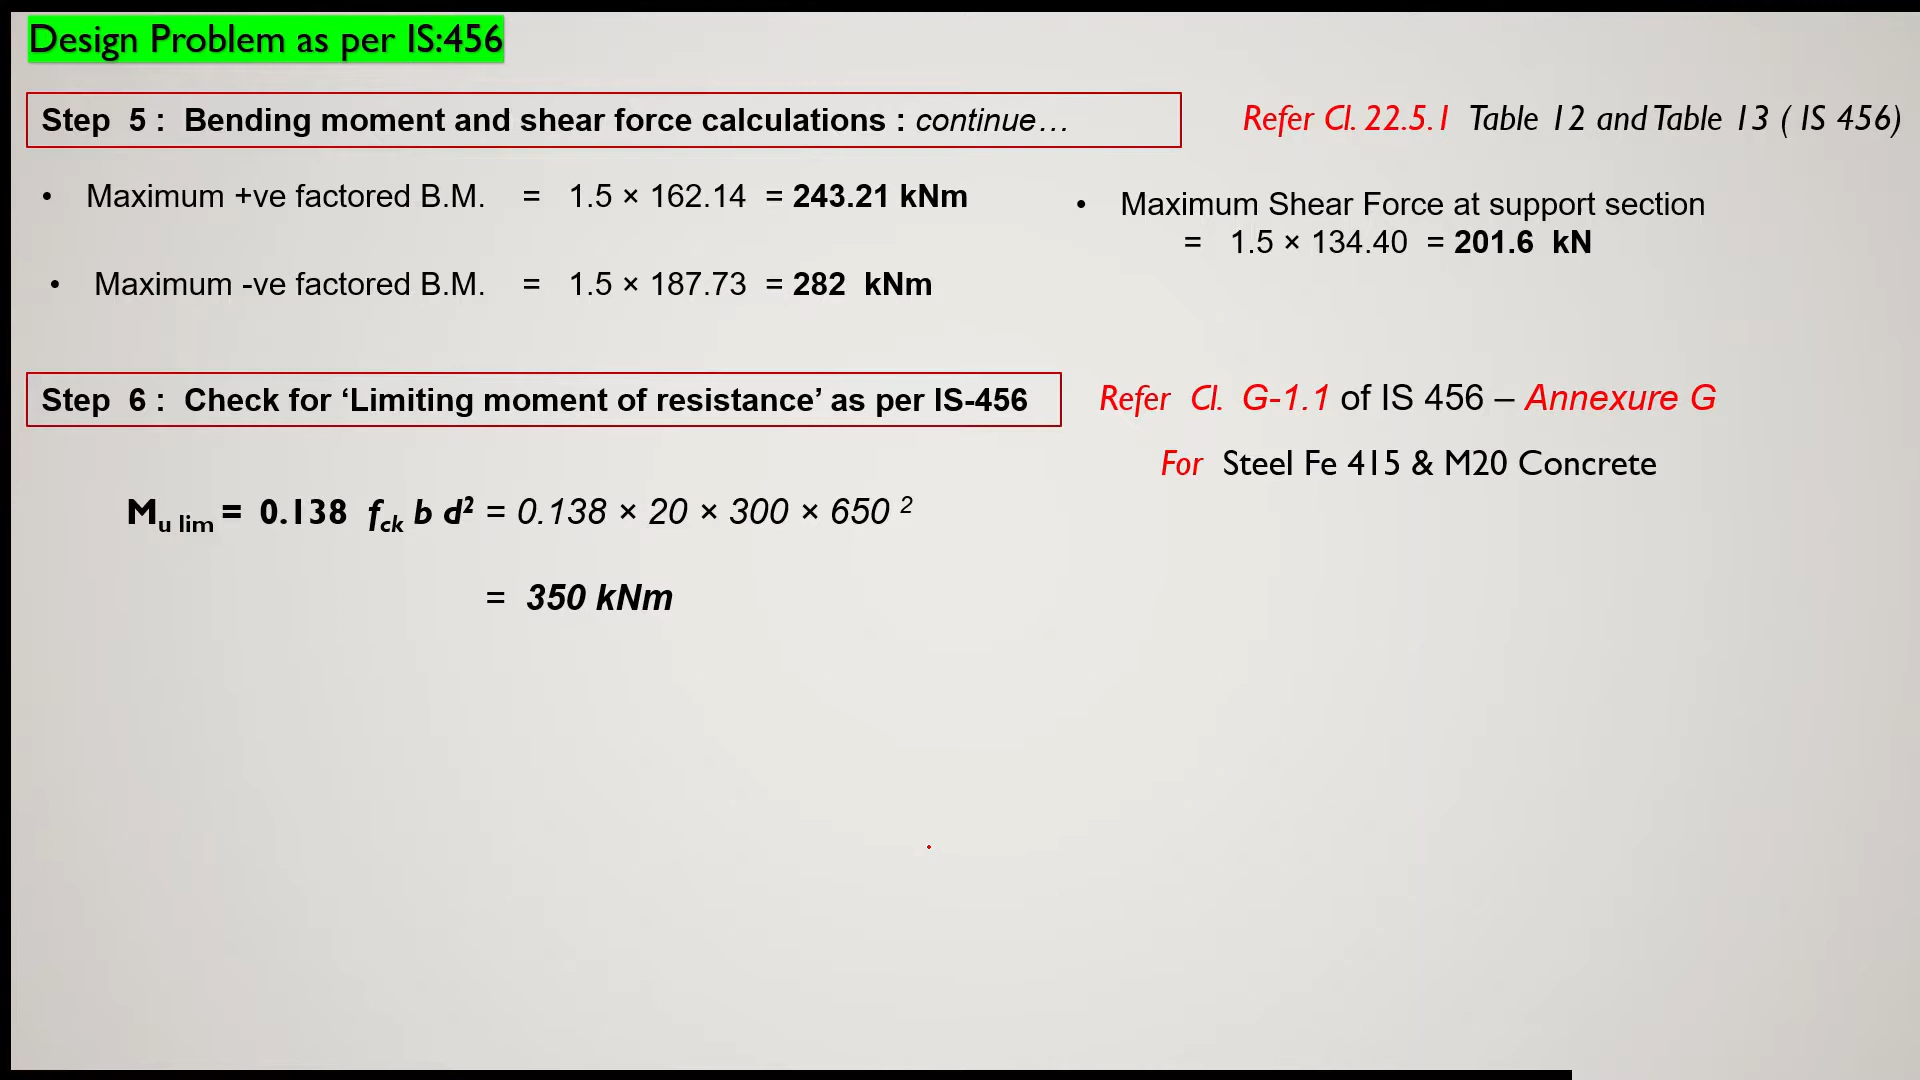 Design Problem as per IS:456
Step 5 : Bending moment and shear force calculations : continue…
Refer Cl. 22.5.1 Table 12 and Table 13 ( IS 456)
• Maximum +ve factored B.M. = 1.5 × 162.14 = 243.21 kNm
• Maximum -ve factored B.M. = 1.5 × 187.73 = 282 kNm
• Maximum Shear Force at support section
= 1.5 × 134.40 = 201.6 kN
Step 6 : Check for ‘Limiting moment of resistance’ as per IS-456
Refer Cl. G-1.1 of IS 456 – Annexure G
For Steel Fe 415 & M20 Concrete
Mu lim = 0.138 fck b d² = 0.138 × 20 × 300 × 650 ²
= 350 kNm